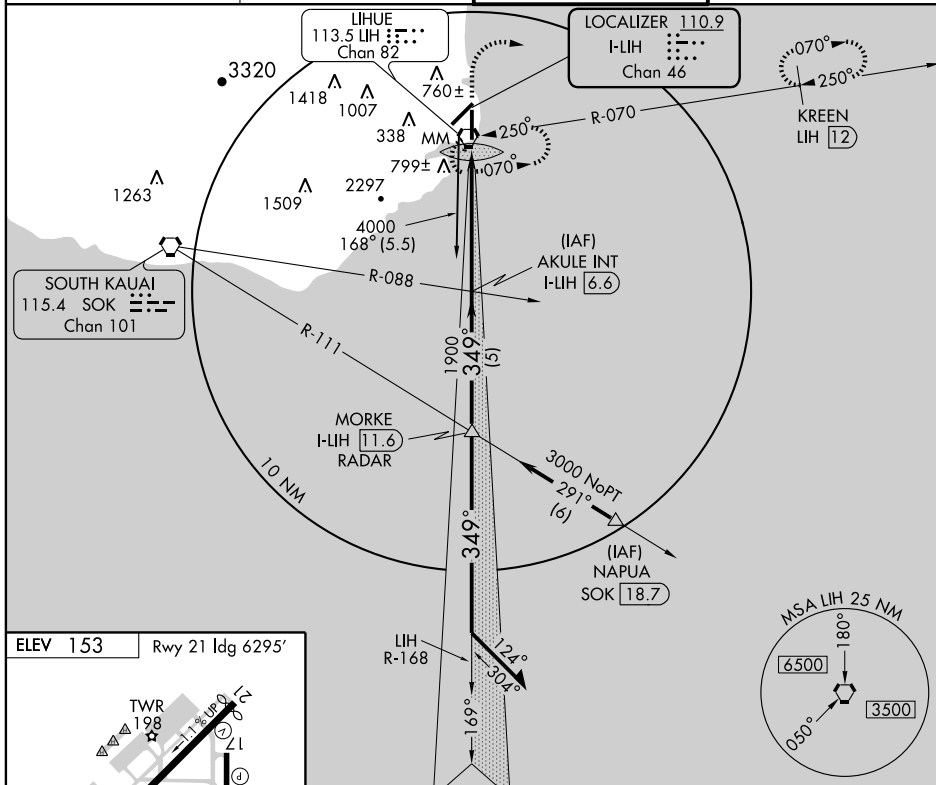 LIHUE
113.5 LIH
Chan 82
LOCALIZER 110.9
I-LIH
Chan 46
070°
250°
KREEN
LIH 12
R-070
3320
1418
1007
760±
338
MM
250°
799±
070°
1263
1509
2297
4000
168° (5.5)
(IAF)
AKULE INT
I-LIH 6.6
SOUTH KAUAI
115.4 SOK
Chan 101
R-088
R-111
1900
349°
(5)
MORKE
I-LIH 11.6
RADAR
10 NM
3000 NoPT
291°
(6)
(IAF)
NAPUA
SOK 18.7
349°
LIH
R-168
124°
304°
169°
MSA LIH 25 NM
180°
6500
3500
050°
ELEV 153
Rwy 21 ldg 6295'
TWR
198
1.1% UP
21
V
17
P
A
A
A